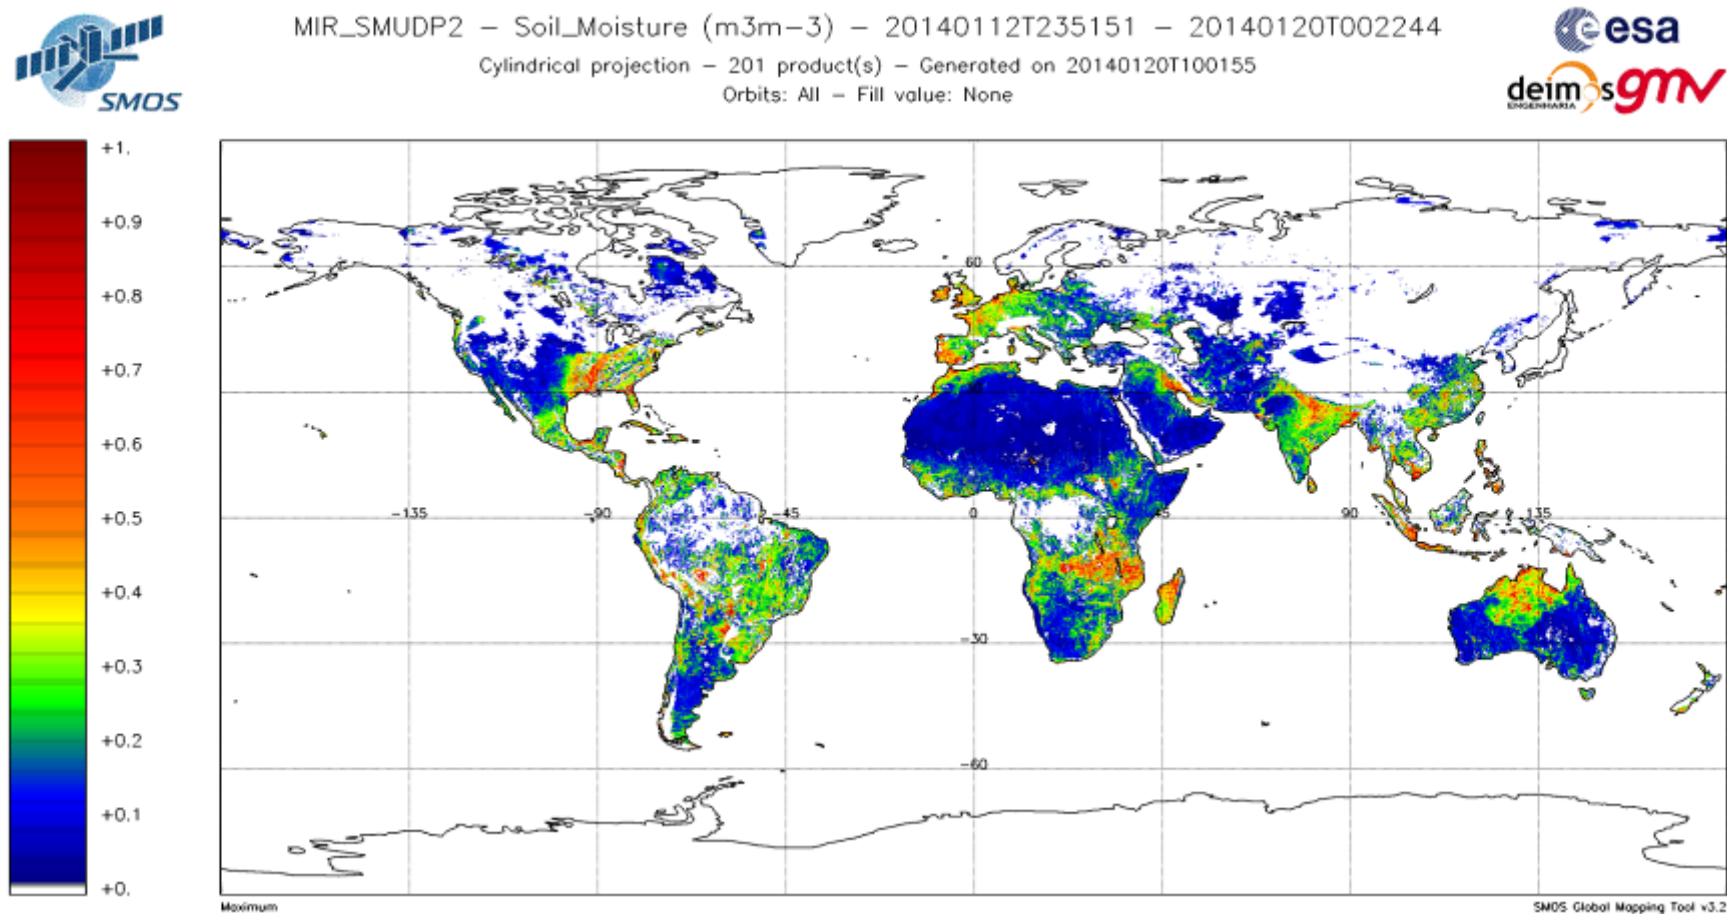 MIR_SMUDP2 - Soil_Moisture (m3m-3) - 20140112T235151 - 20140120T002244
Cylindrical projection - 201 product(s) - Generated on 20140120T100155
Orbits: All - Fill value: None
SMOS
esa
deimos
ENGENHARIA
gmv
+1.
+0.9
+0.8
+0.7
+0.6
+0.5
+0.4
+0.3
+0.2
+0.1
+0.
60
-135
-90
-45
0
45
90
135
-30
-60
Maximum
SMOS Global Mapping Tool v3.2